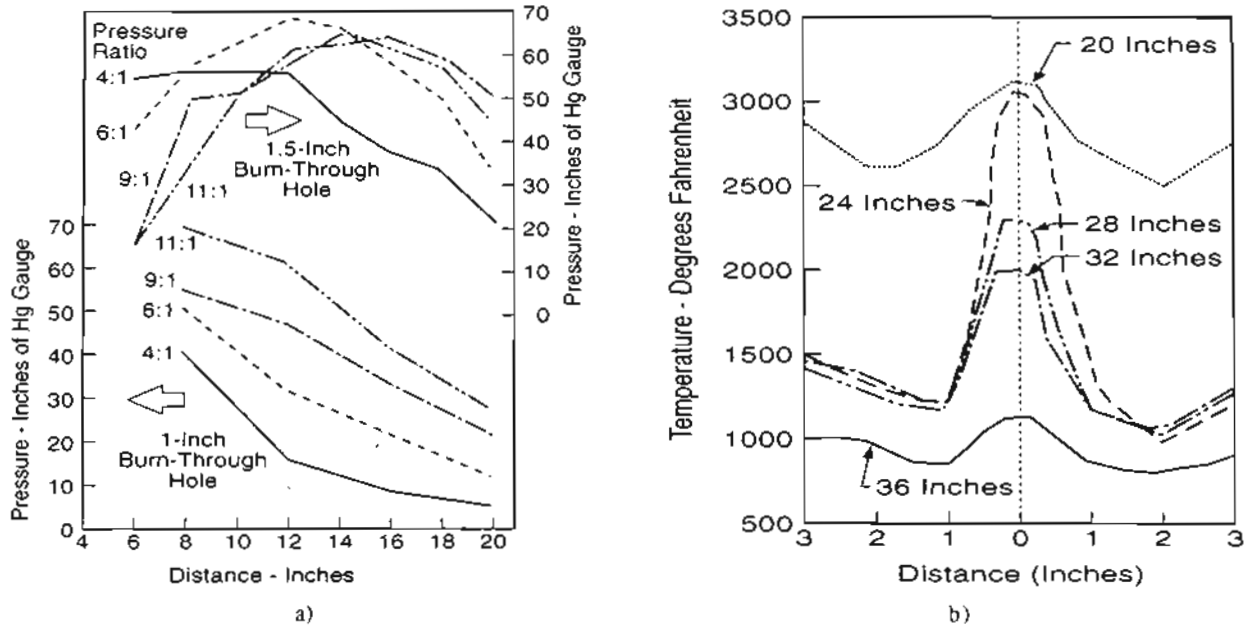 Pressure
Ratio
4:1
6:1
9:1
11:1
1.5-Inch
Burn-Through
Hole
70
60
50
40
30
20
10
0
Pressure - Inches of Hg Gauge
11:1
9:1
6:1
4:1
1-Inch
Burn-Through
Hole
70
60
50
40
30
20
10
0
Pressure - Inches of Hg Gauge
4 6 8 10 12 14 16 18 20
Distance - Inches
a)
3500
3000
2500
2000
1500
1000
500
Temperature - Degrees Fahrenheit
20 Inches
24 Inches
28 Inches
32 Inches
36 Inches
3 2 1 0 1 2 3
Distance (Inches)
b)